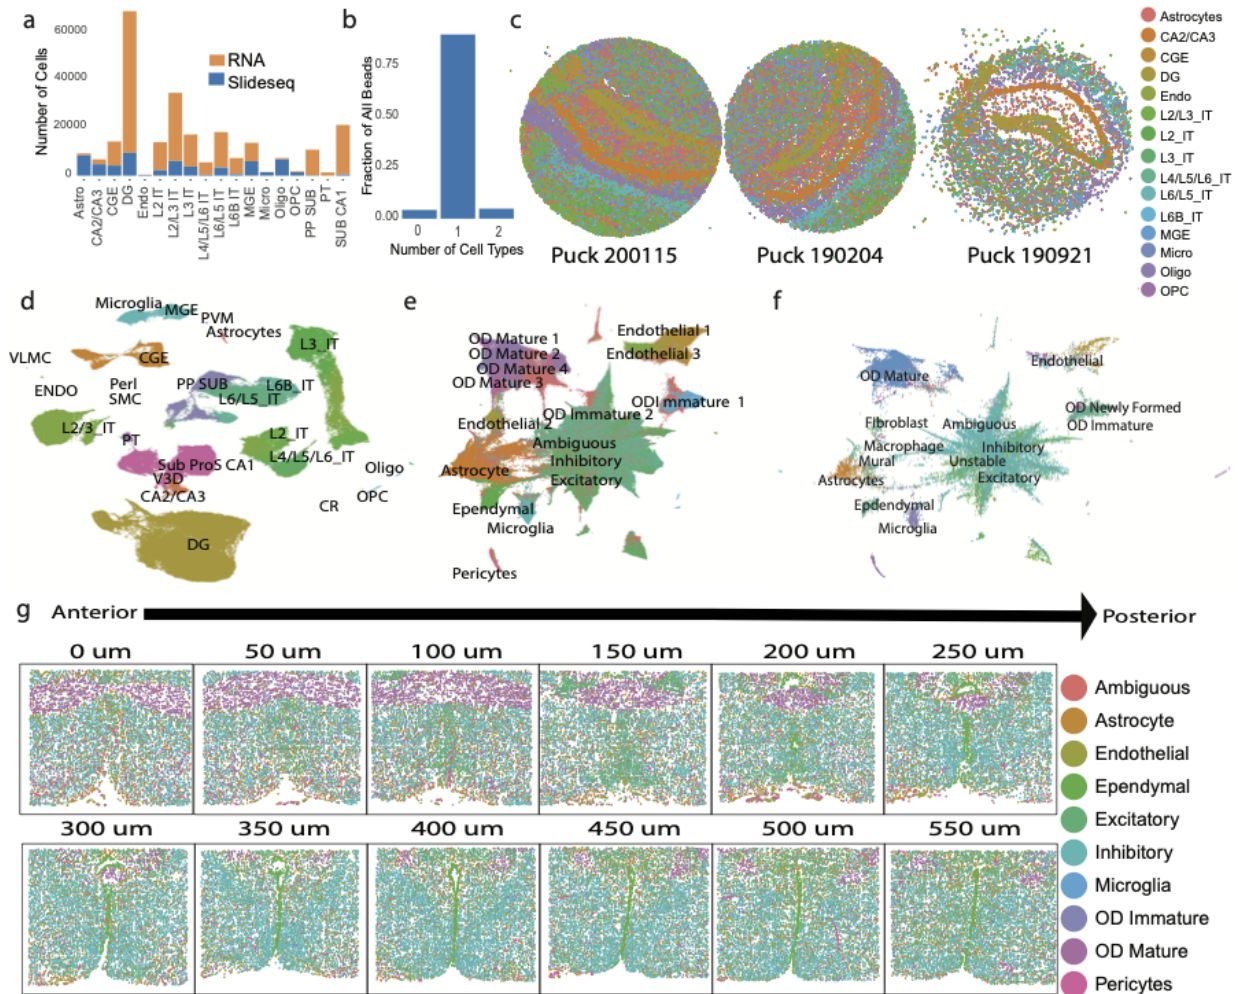 a
Number of Cells
60000
40000
20000
0
RNA
Slideseq
Astro
CA2/CA3
CGE
DG
Endo
L2 IT
L2/L3 IT
L3 IT
L4/L5/L6 IT
L6/L5 IT
L6B IT
MGE
Micro
Oligo
OPC
PP SUB
PT
SUB CA1
b
Fraction of All Beads
0.75
0.50
0.25
0.00
0 1 2
Number of Cell Types
c
Puck 200115
Puck 190204
Puck 190921
Astrocytes
CA2/CA3
CGE
DG
Endo
L2/L3_IT
L2_IT
L3_IT
L4/L5/L6_IT
L6/L5_IT
L6B_IT
MGE
Micro
Oligo
OPC
d
Microglia
MGE
PVM
Astrocytes
L3_IT
VLMC
CGE
ENDO
Perl
SMC
PP SUB
L6B_IT
L6/L5_IT
L2/3_IT
PT
L2_IT
L4/L5/L6_IT
Sub ProS CA1
V3D
CA2/CA3
Oligo
OPC
CR
DG
e
OD Mature 1
OD Mature 2
OD Mature 4
OD Mature 3
Endothelial 1
Endothelial 3
ODImmature 1
OD Immature 2
Endothelial 2
Ambiguous
Inhibitory
Excitatory
Astrocyte
Ependymal
Microglia
Pericytes
f
OD Mature
Endothelial
OD Newly Formed
OD Immature
Fibroblast
Ambiguous
Macrophage
Inhibitory
Mural
Unstable
Astrocytes
Excitatory
Epdendymal
Microglia
g
Anterior
Posterior
0 um 50 um 100 um 150 um 200 um 250 um
300 um 350 um 400 um 450 um 500 um 550 um
Ambiguous
Astrocyte
Endothelial
Ependymal
Excitatory
Inhibitory
Microglia
OD Immature
OD Mature
Pericytes